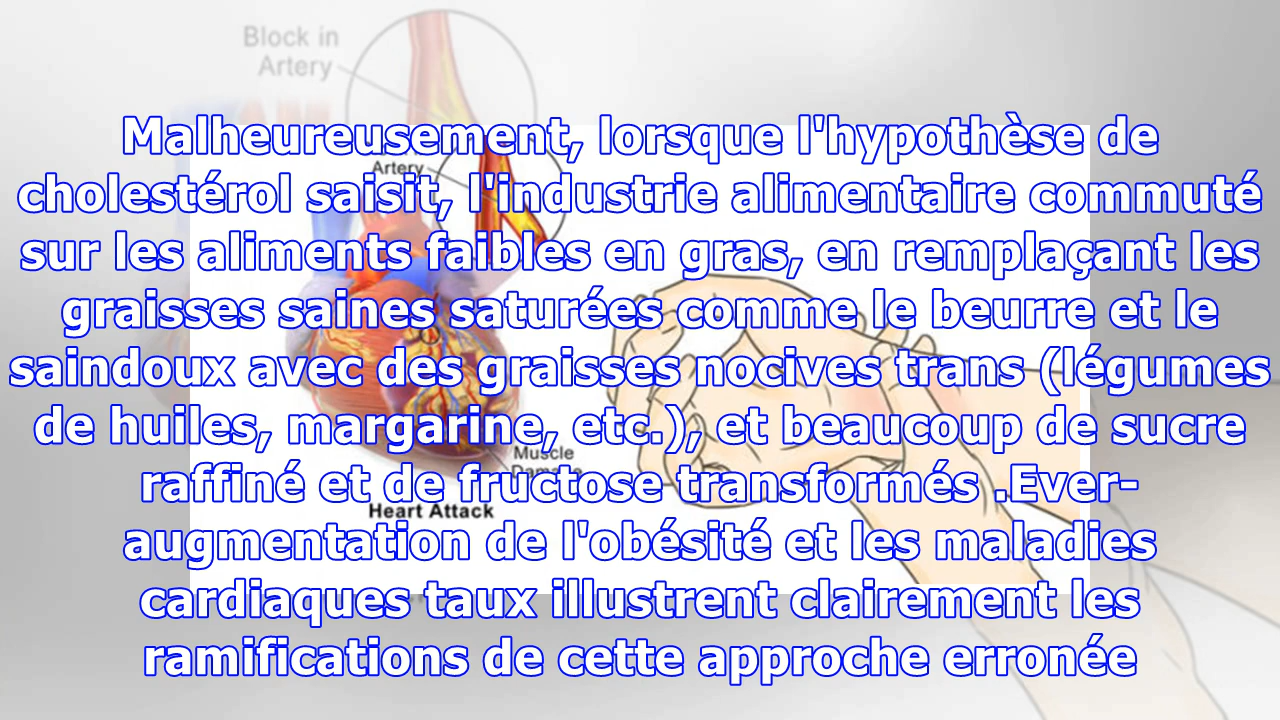 Block in
Artery
Malheureusement, lorsque l'hypothèse de
Artery
cholestérol saisit, l'industrie alimentaire commuté
sur les aliments faibles en gras, en remplaçant les
graisses saines saturées comme le beurre et le
saindoux avec des graisses nocives trans (légumes
de huiles, margarine, etc.), et beaucoup de sucre
Muscle
Damage
raffiné et de fructose transformés .Ever-
Heart Attack
augmentation de l'obésité et les maladies
cardiaques taux illustrent clairement les
ramifications de cette approche erronée